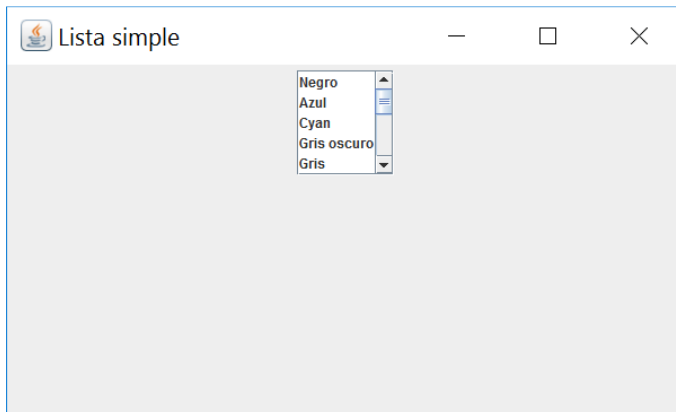 Lista simple
Negro
Azul
Cyan
Gris oscuro
Gris